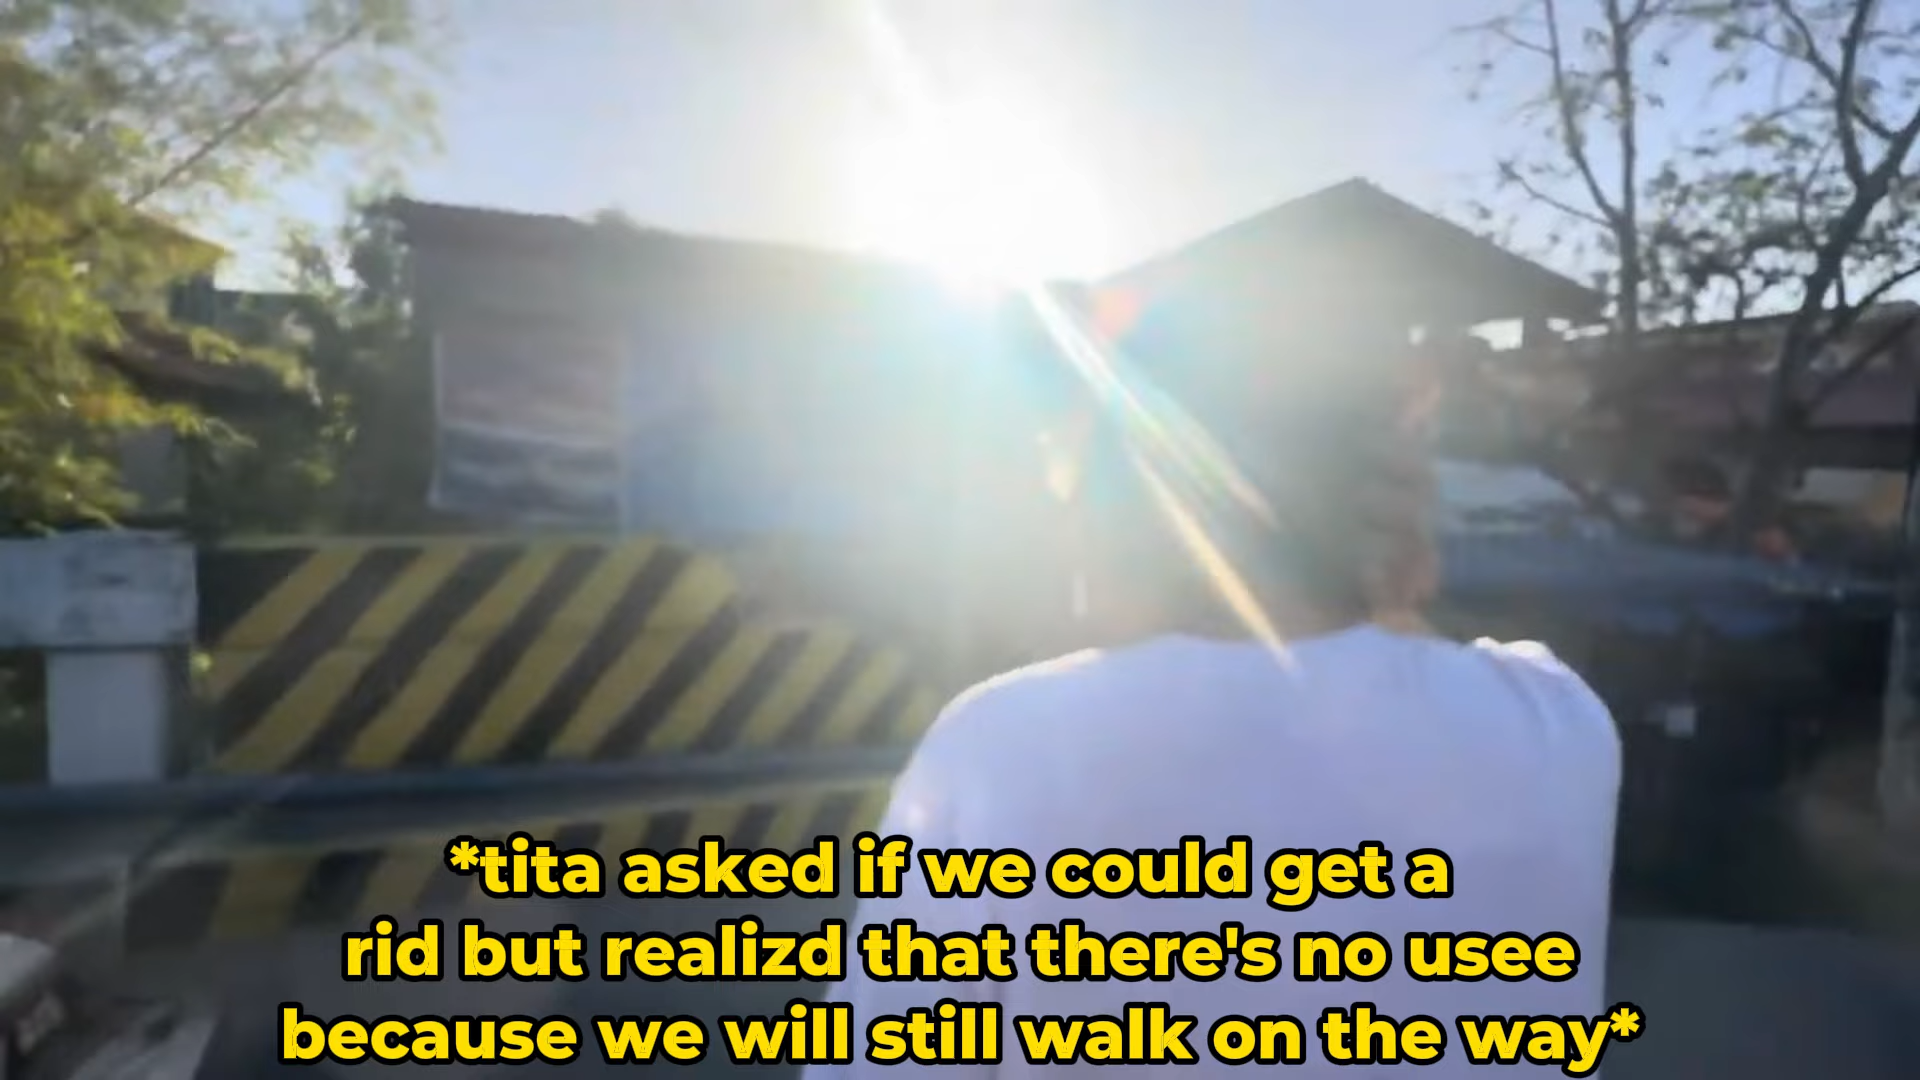 *tita asked if we could get a
rid but realizd that there's no usee
because we will still walk on the way*